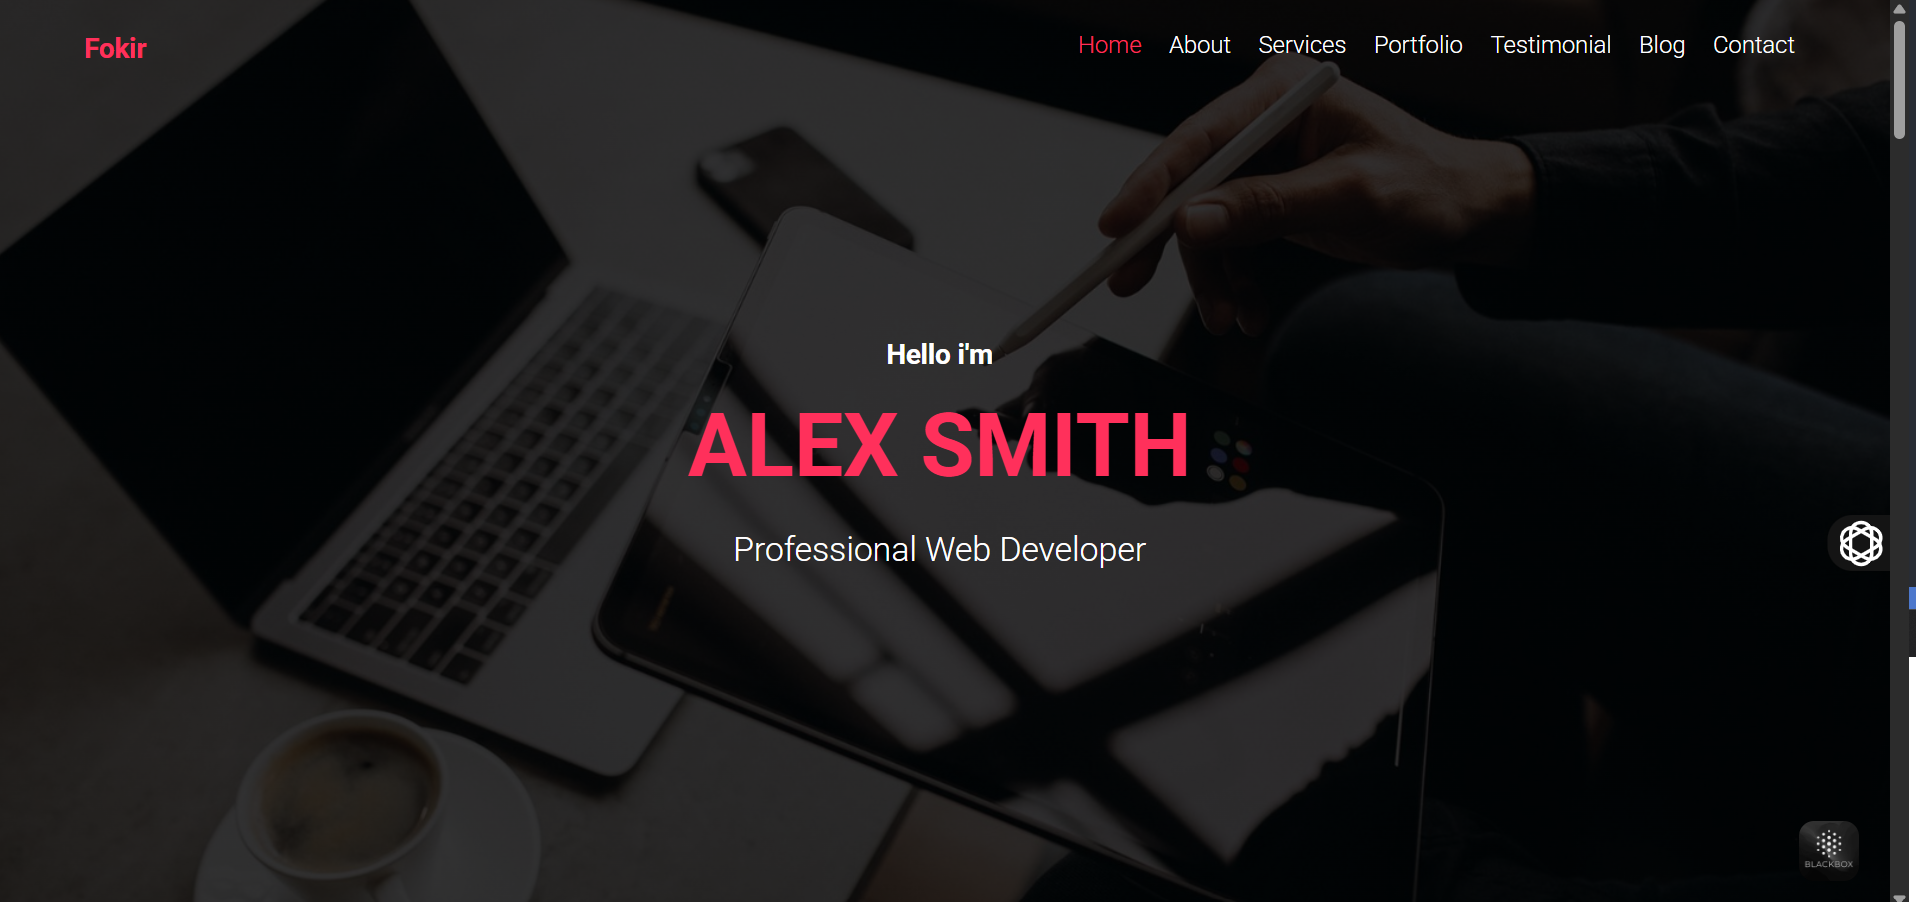 Fokir
Home About Services Portfolio Testimonial Blog Contact
Hello i'm
ALEX SMITH
Professional Web Developer
BLACKBOX